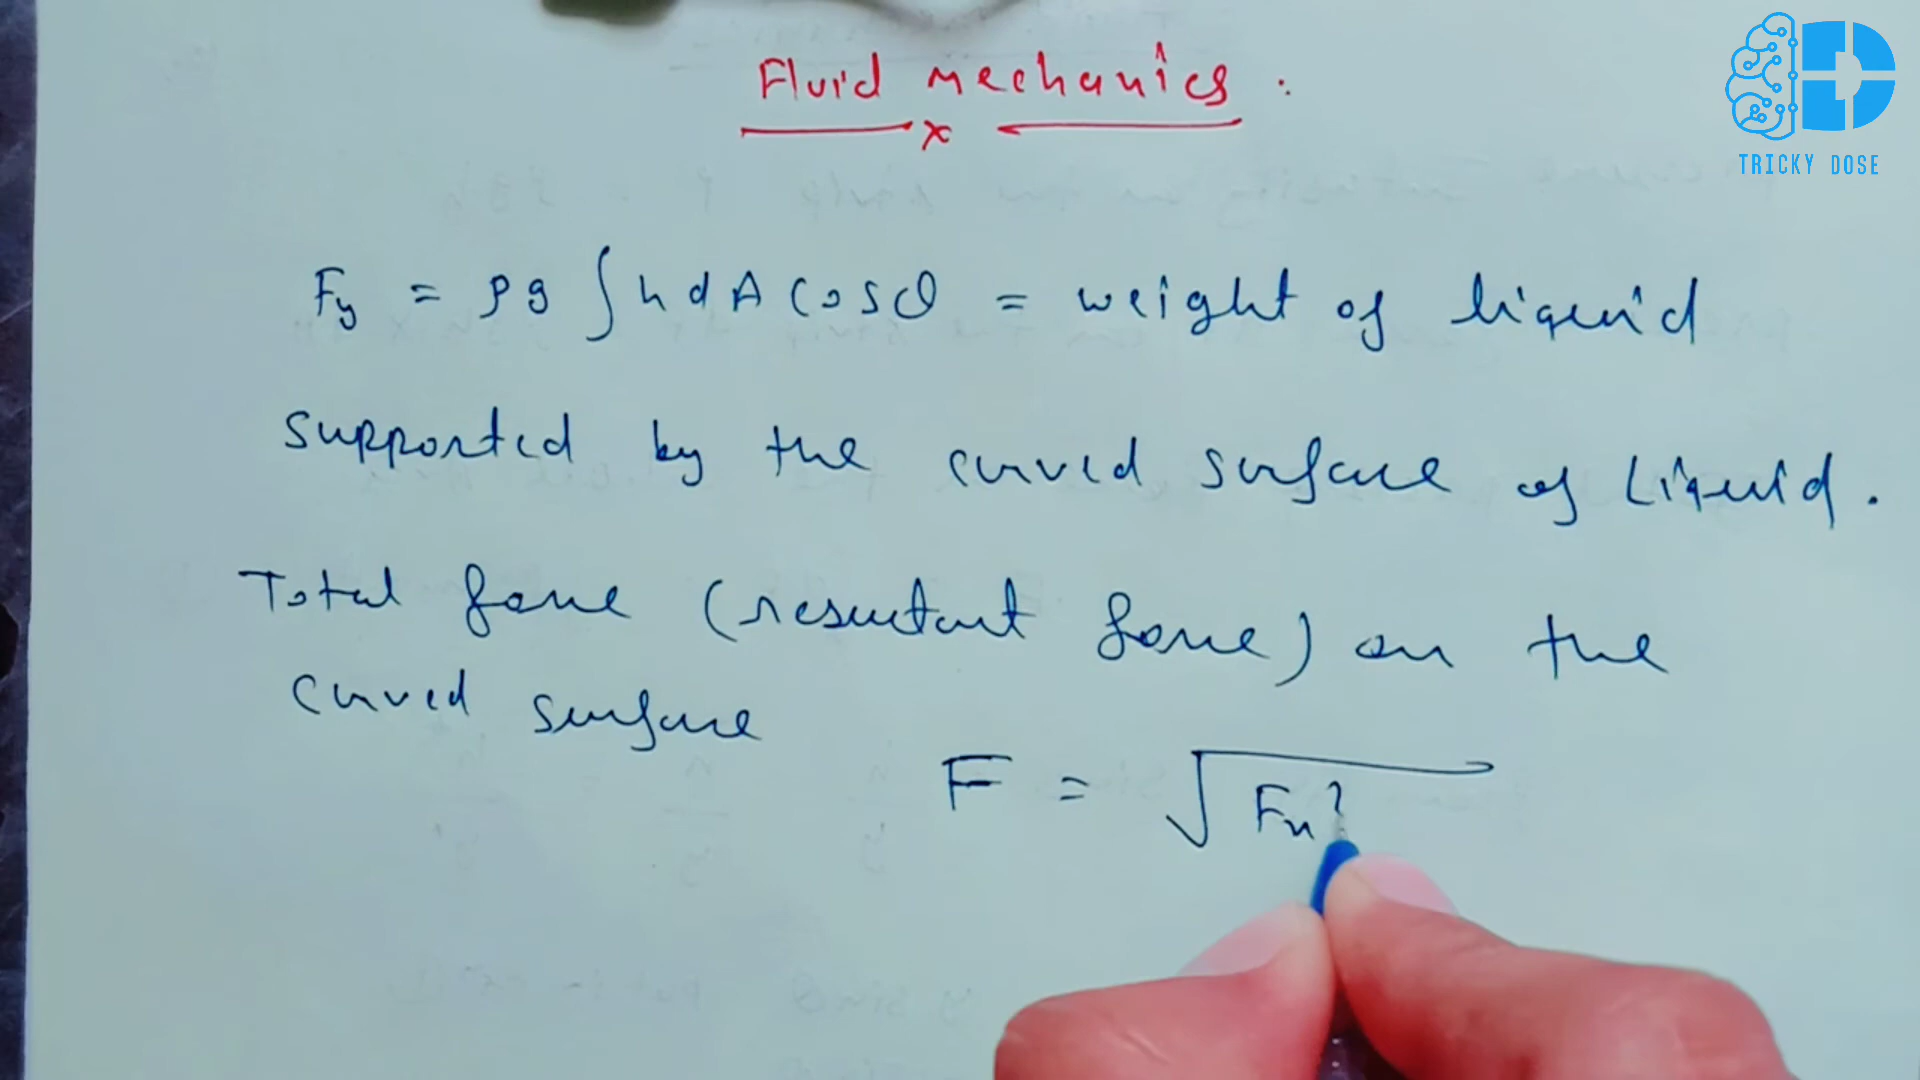 Fluid mechanics :
x
TRICKY DOSE
Fy = ρg ∫ h dA cosθ = weight of liquid
supported by the curved surface of liquid.
Total force (resultant force) on the
curved surface
F = √Fx